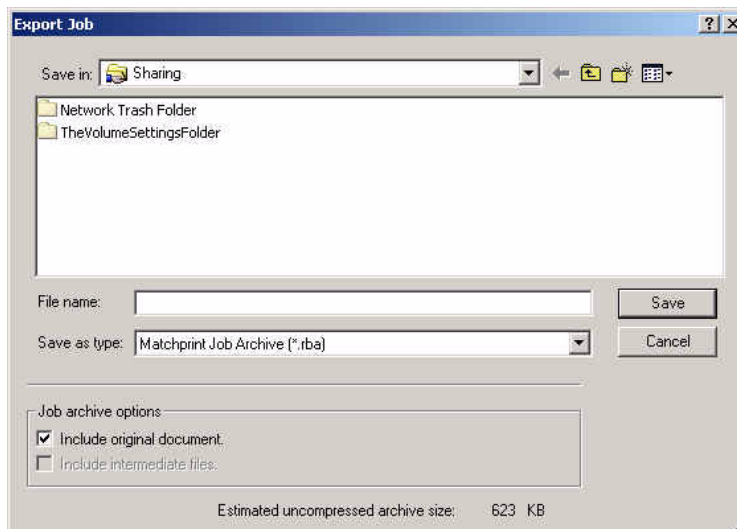 Export Job
Save in: Sharing
Network Trash Folder
TheVolumeSettingsFolder
File name:
Save
Save as type: Matchprint Job Archive (*.rba)
Cancel
Job archive options
Include original document.
Include intermediate files.
Estimated uncompressed archive size: 623 KB